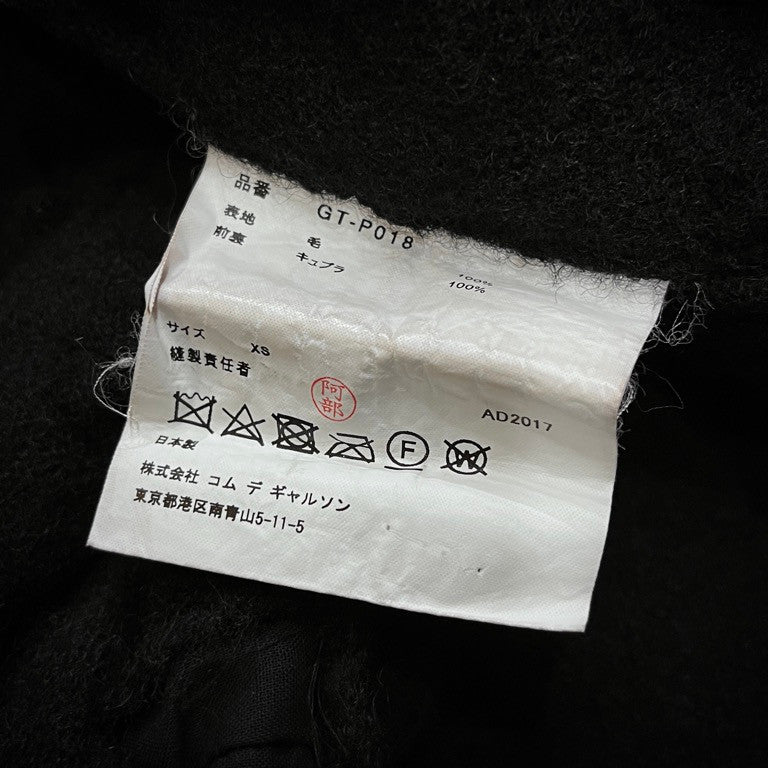 品番 GT-P018
表地 毛 100%
前裏 キュプラ 100%
サイズ XS
縫製責任者 阿部
AD2017
F W
日本製
株式会社 コム デ ギャルソン
東京都港区南青山5-11-5